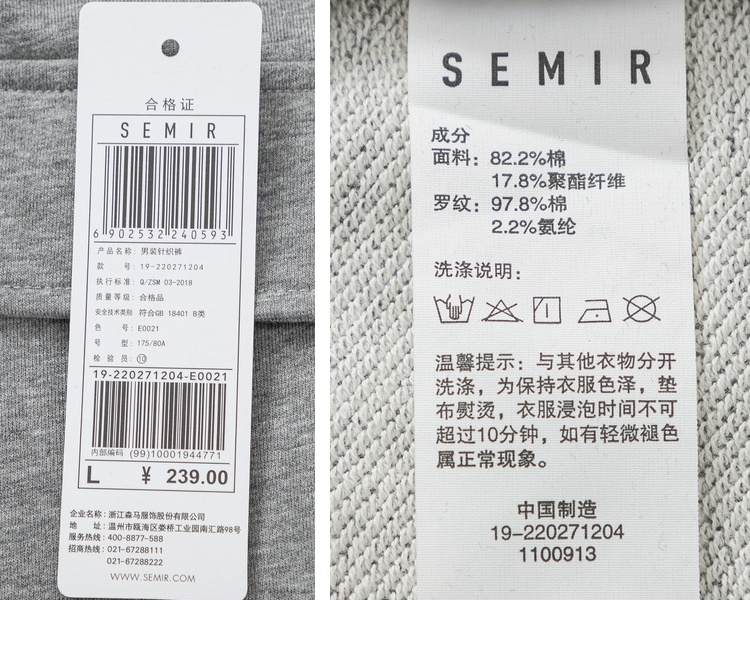 合格证
SEMIR
6 902532 240593
产品名称: 男装针织裤
款 号: 19-220271204
执行标准: Q/ZSM 03-2018
质量等级: 合格品
安全技术类别 符合GB 18401 B类
色 号: E0021
号 型: 175/80A
检 验 员: 10
19-220271204-E0021
内部编码 (99)10001944771
L ¥ 239.00
企业名称: 浙江森马服饰股份有限公司
地 址: 温州市瓯海区娄桥工业园南汇路98号
服务热线: 400-8877-588
招商热线: 021-67288111
021-67288222
WWW.SEMIR.COM
SEMIR
成分
面料: 82.2%棉
17.8%聚酯纤维
罗纹: 97.8%棉
2.2%氨纶
洗涤说明:
温馨提示: 与其他衣物分开
洗涤，为保持衣服色泽，垫
布熨烫，衣服浸泡时间不可
超过10分钟，如有轻微褪色
属正常现象。
中国制造
19-220271204
1100913